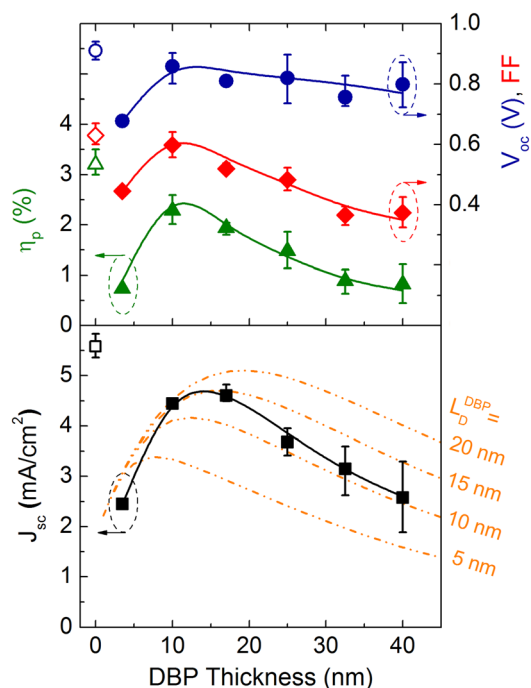 1.0
0.8
0.6
0.4
V_oc (V), FF
4
3
2
1
0
η_p (%)
L_D^DBP =
20 nm
15 nm
10 nm
5 nm
5
4
3
2
1
0
J_sc (mA/cm²)
0 10 20 30 40
DBP Thickness (nm)